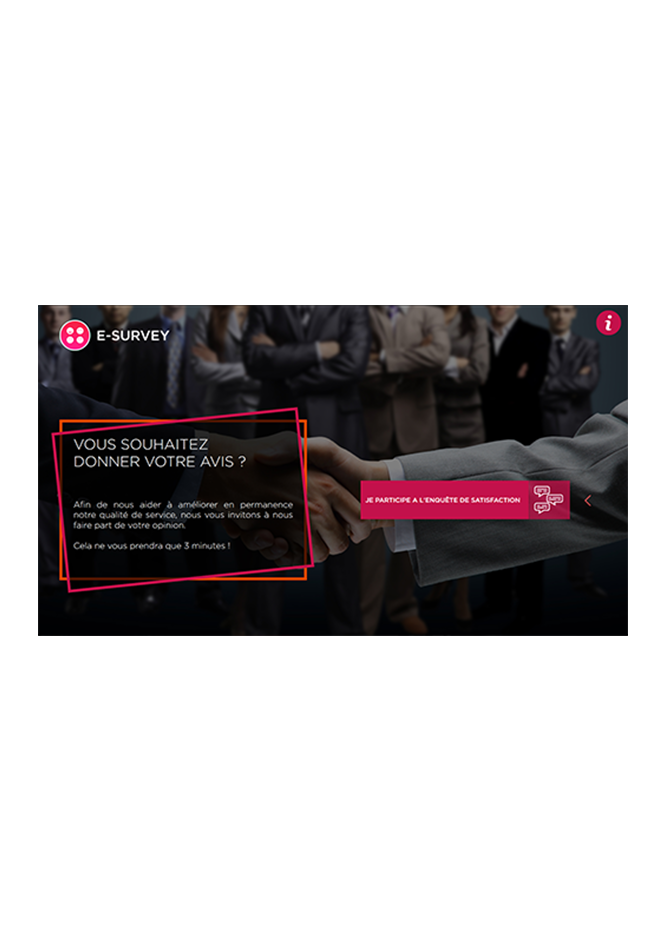 E-SURVEY
i
VOUS SOUHAITEZ
DONNER VOTRE AVIS ?
Afin de nous aider à améliorer en permanence
notre qualité de service, nous vous invitons à nous
faire part de votre opinion.
Cela ne vous prendra que 3 minutes !
JE PARTICIPE A L'ENQUÊTE DE SATISFACTION